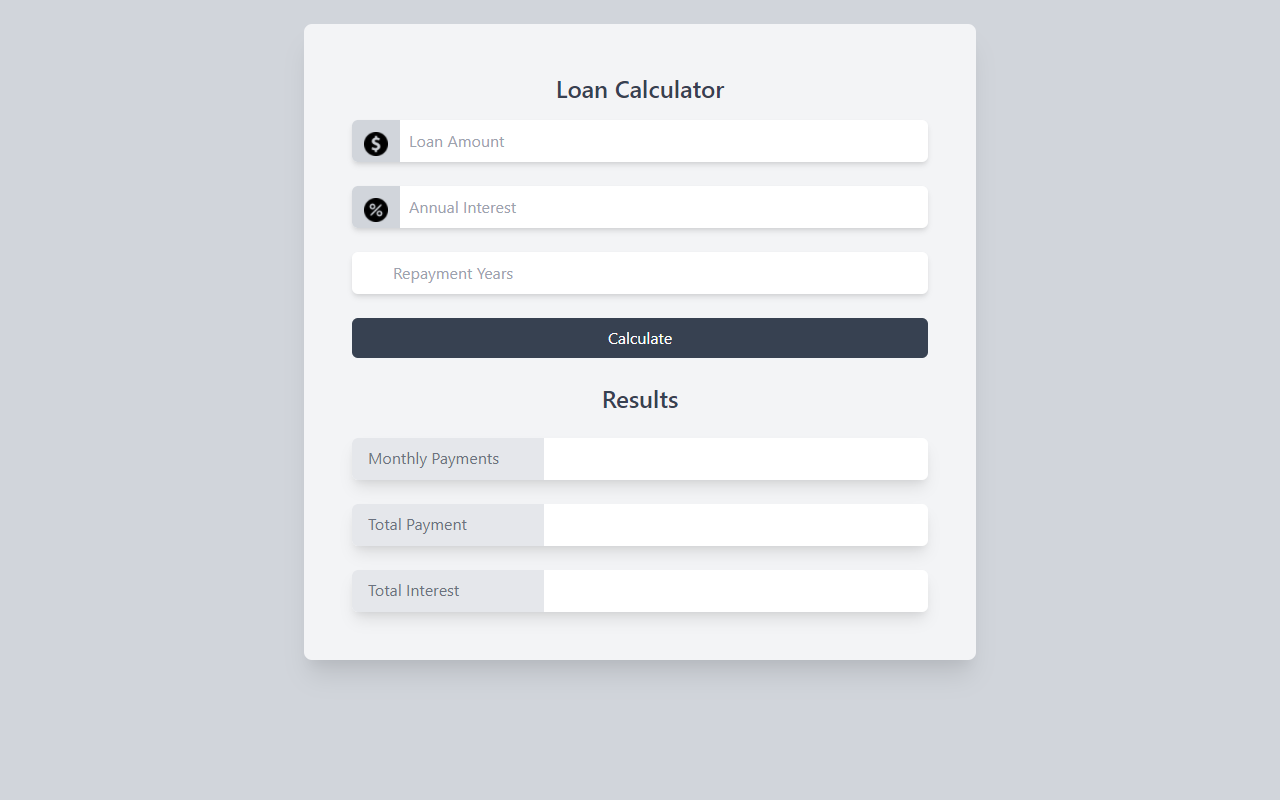 Loan Calculator
$ Loan Amount
% Annual Interest
Repayment Years
Calculate
Results
Monthly Payments
Total Payment
Total Interest